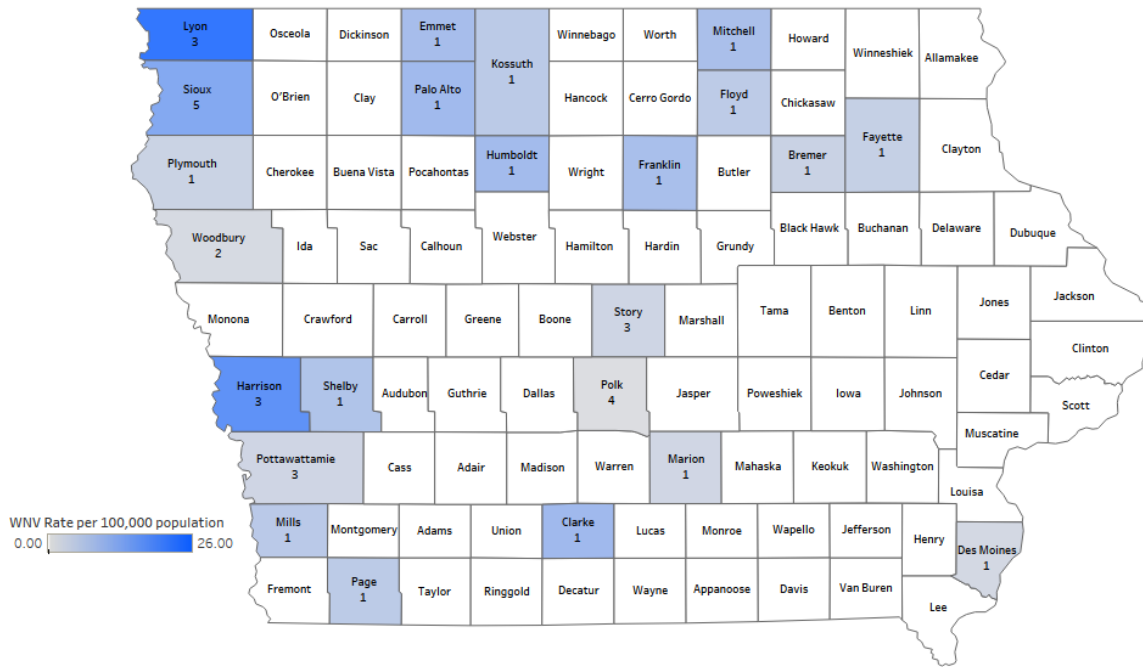 Lyon
3
Osceola
Dickinson
Emmet
1
Kossuth
1
Winnebago
Worth
Mitchell
1
Howard
Winneshiek
Allamakee
Sioux
5
O'Brien
Clay
Palo Alto
1
Hancock
Cerro Gordo
Floyd
1
Chickasaw
Fayette
1
Clayton
Plymouth
1
Cherokee
Buena Vista
Pocahontas
Humboldt
1
Wright
Franklin
1
Butler
Bremer
1
Woodbury
2
Ida
Sac
Calhoun
Webster
Hamilton
Hardin
Grundy
Black Hawk
Buchanan
Delaware
Dubuque
Monona
Crawford
Carroll
Greene
Boone
Story
3
Marshall
Tama
Benton
Linn
Jones
Jackson
Clinton
Harrison
3
Shelby
1
Audubon
Guthrie
Dallas
Polk
4
Jasper
Poweshiek
Iowa
Johnson
Cedar
Scott
Muscatine
Pottawattamie
3
Cass
Adair
Madison
Warren
Marion
1
Mahaska
Keokuk
Washington
Louisa
WNV Rate per 100,000 population
0.00 26.00
Mills
1
Montgomery
Adams
Union
Clarke
1
Lucas
Monroe
Wapello
Jefferson
Henry
Des Moines
1
Fremont
Page
1
Taylor
Ringgold
Decatur
Wayne
Appanoose
Davis
Van Buren
Lee